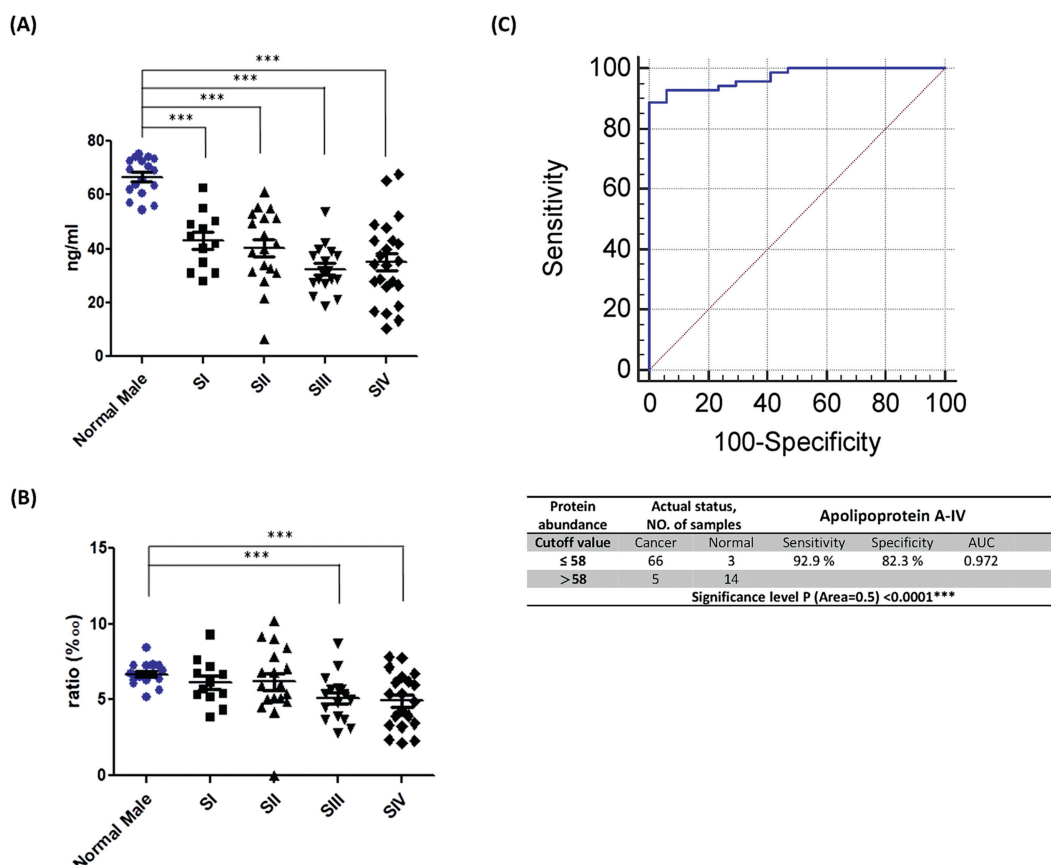 (A)
***
***
***
***
80
60
40
20
0
ng/ml
Normal Male
SI
SII
SIII
SIV
(B)
***
***
15
10
5
0
ratio (‱)
Normal Male
SI
SII
SIII
SIV
(C)
100
80
60
40
20
0
Sensitivity
0 20 40 60 80 100
100-Specificity
Protein abundance Actual status, NO. of samples Apolipoprotein A-IV
Cutoff value Cancer Normal Sensitivity Specificity AUC
≤ 58 66 3 92.9 % 82.3 % 0.972
> 58 5 14
Significance level P (Area=0.5) <0.0001***